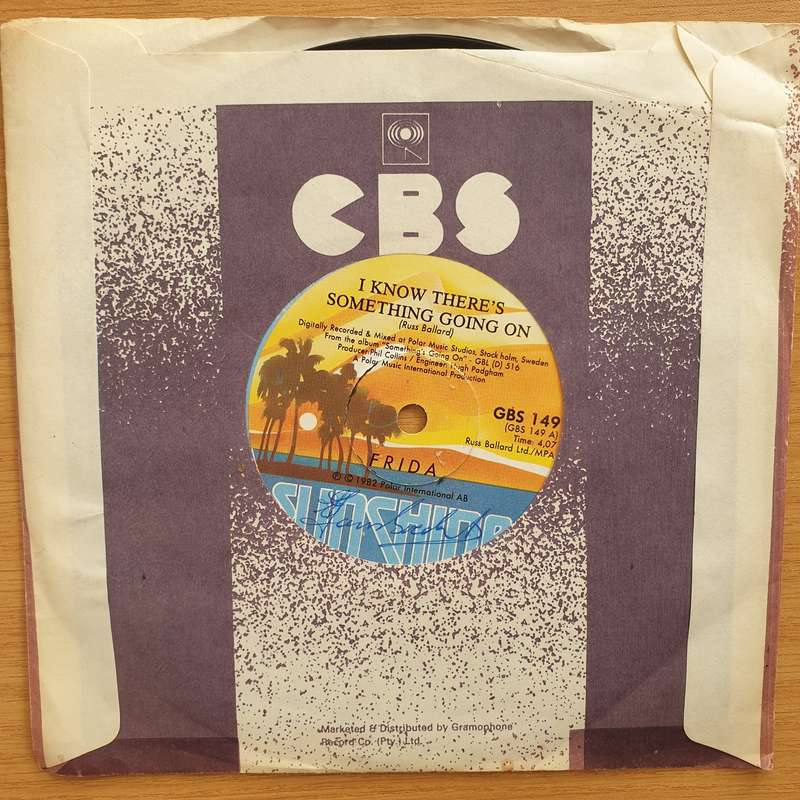 CBS
I KNOW THERE'S
SOMETHING GOING ON
(Russ Ballard)
Digitally Recorded & Mixed at Polar Music Studios, Stock holm, Sweden
From the album "Something's Going On" - GBL (D) 516
Producer Phil Collins / Engineer Hugh Padgham
A Polar Music International Production
GBS 149
(GBS 149 A)
Time: 4,07
Russ Ballard Ltd./MPA
FRIDA
℗ © 1982 Polar International AB
SUNSHINE
Marketed & Distributed by Gramophone
Record Co. (Pty.) Ltd.